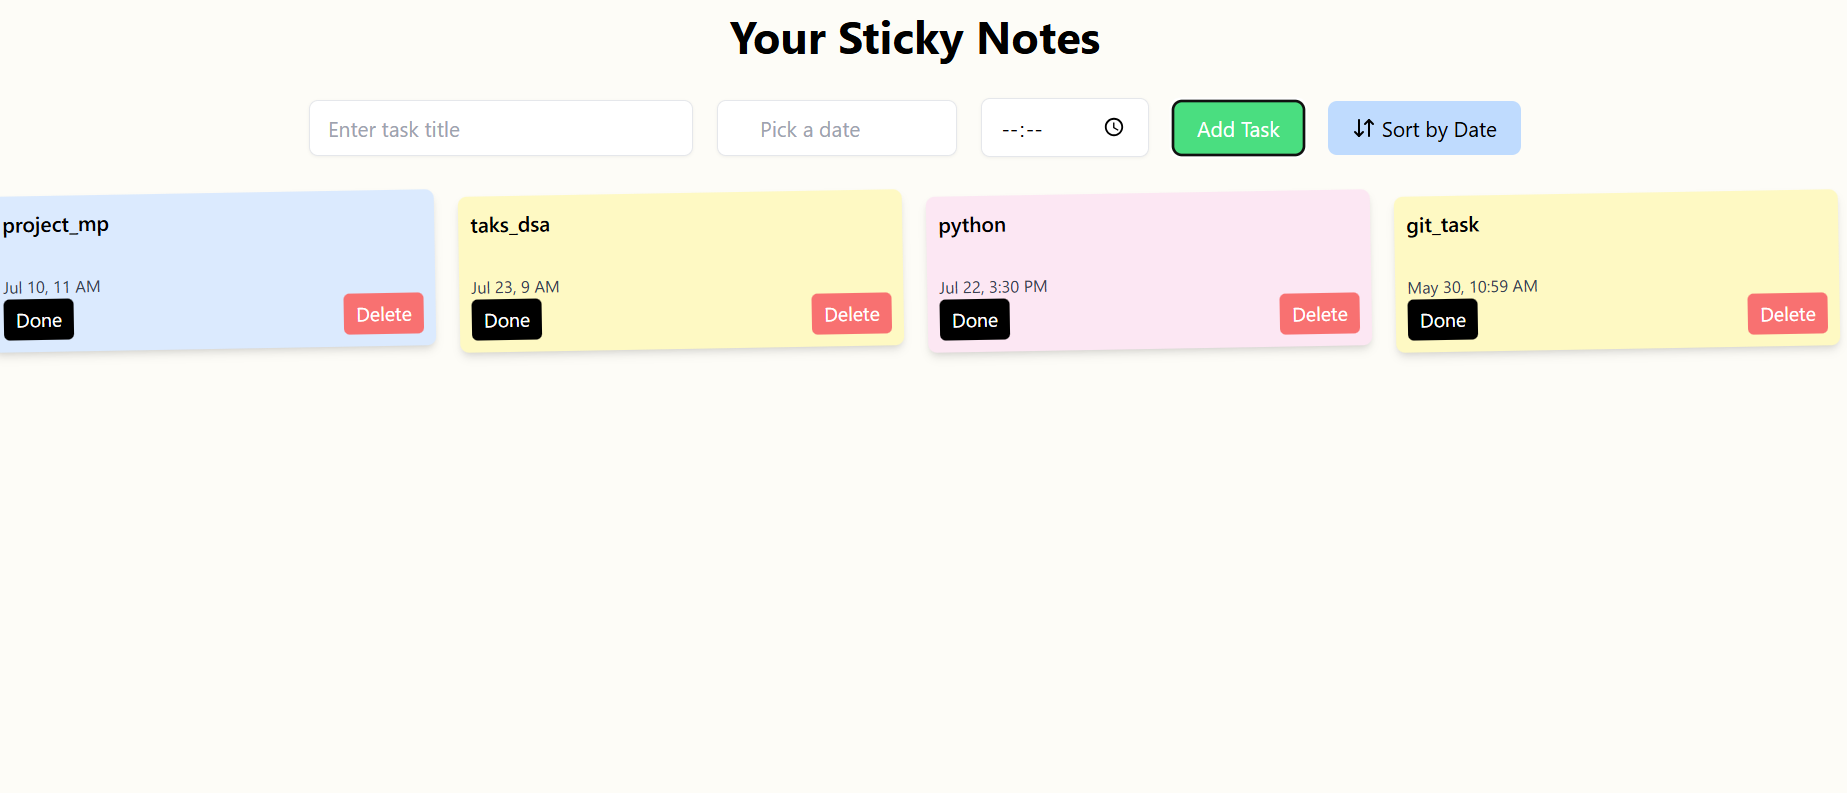 Your Sticky Notes
Enter task title
Pick a date
--:--
Add Task
Sort by Date
project_mp
Jul 10, 11 AM
Done
Delete
taks_dsa
Jul 23, 9 AM
Done
Delete
python
Jul 22, 3:30 PM
Done
Delete
git_task
May 30, 10:59 AM
Done
Delete